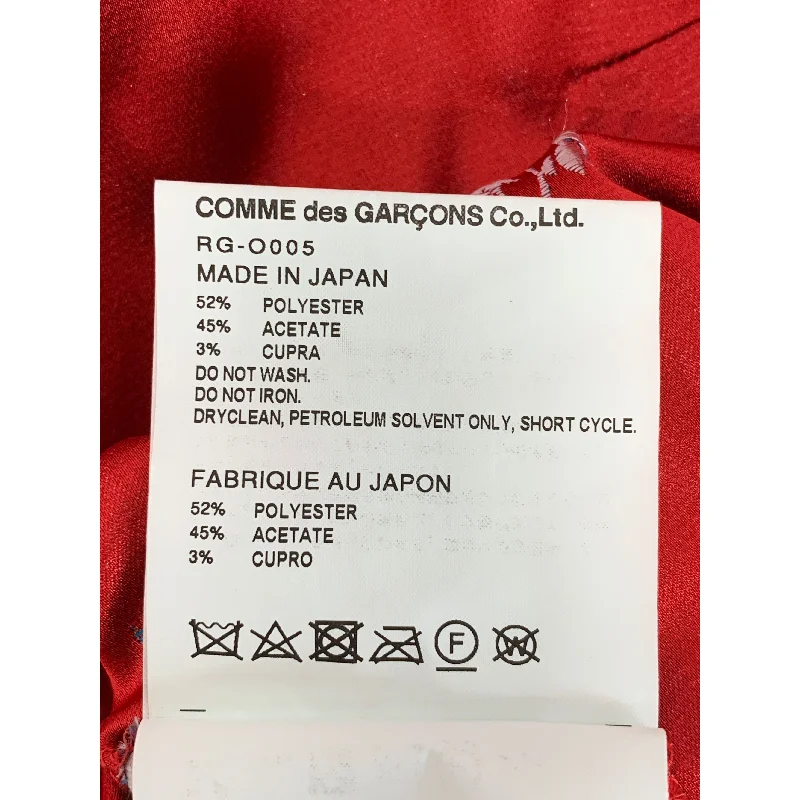 COMME des GARÇONS Co.,Ltd.
RG-O005
MADE IN JAPAN
52% POLYESTER
45% ACETATE
3% CUPRA
DO NOT WASH.
DO NOT IRON.
DRYCLEAN, PETROLEUM SOLVENT ONLY, SHORT CYCLE.
FABRIQUE AU JAPON
52% POLYESTER
45% ACETATE
3% CUPRO
F W